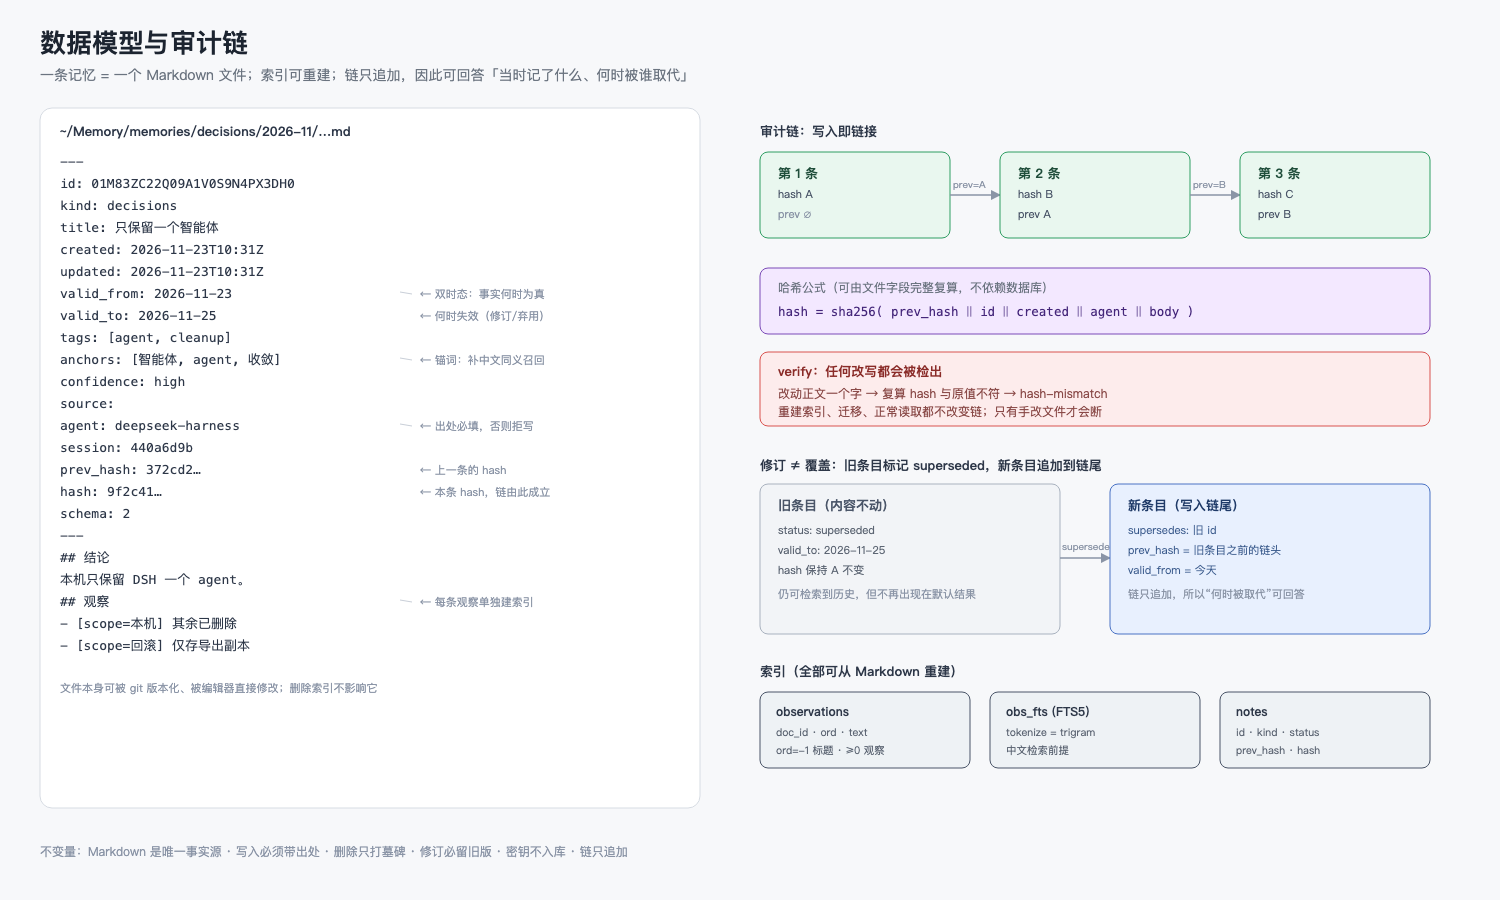 数据模型与审计链
一条记忆 = 一个 Markdown 文件；索引可重建；链只追加，因此可回答「当时记了什么、何时被谁取代」
~/Memory/memories/decisions/2026-11/…md
---
id: 01M83ZC22Q09A1V0S9N4PX3DH0
kind: decisions
title: 只保留一个智能体
created: 2026-11-23T10:31Z
updated: 2026-11-23T10:31Z
valid_from: 2026-11-23 ← 双时态：事实何时为真
valid_to: 2026-11-25 ← 何时失效（修订/弃用）
tags: [agent, cleanup]
anchors: [智能体, agent, 收敛] ← 锚词：补中文同义召回
confidence: high
source:
agent: deepseek-harness ← 出处必填，否则拒写
session: 440a6d9b
prev_hash: 372cd2… ← 上一条的 hash
hash: 9f2c41… ← 本条 hash，链由此成立
schema: 2
---
## 结论
本机只保留 DSH 一个 agent。
## 观察 ← 每条观察单独建索引
- [scope=本机] 其余已删除
- [scope=回滚] 仅存导出副本
文件本身可被 git 版本化、被编辑器直接修改；删除索引不影响它
审计链：写入即链接
第 1 条
hash A
prev ∅
prev=A
第 2 条
hash B
prev A
prev=B
第 3 条
hash C
prev B
哈希公式（可由文件字段完整复算，不依赖数据库）
hash = sha256( prev_hash ‖ id ‖ created ‖ agent ‖ body )
verify：任何改写都会被检出
改动正文一个字 → 复算 hash 与原值不符 → hash-mismatch
重建索引、迁移、正常读取都不改变链；只有手改文件才会断
修订 ≠ 覆盖：旧条目标记 superseded，新条目追加到链尾
旧条目（内容不动）
status: superseded
valid_to: 2026-11-25
hash 保持 A 不变
仍可检索到历史，但不再出现在默认结果
supersede
新条目（写入链尾）
supersedes: 旧 id
prev_hash = 旧条目之前的链头
valid_from = 今天
链只追加，所以“何时被取代”可回答
索引（全部可从 Markdown 重建）
observations
doc_id · ord · text
ord=-1 标题 · ≥0 观察
obs_fts (FTS5)
tokenize = trigram
中文检索前提
notes
id · kind · status
prev_hash · hash
不变量：Markdown 是唯一事实源 · 写入必须带出处 · 删除只打墓碑 · 修订必留旧版 · 密钥不入库 · 链只追加